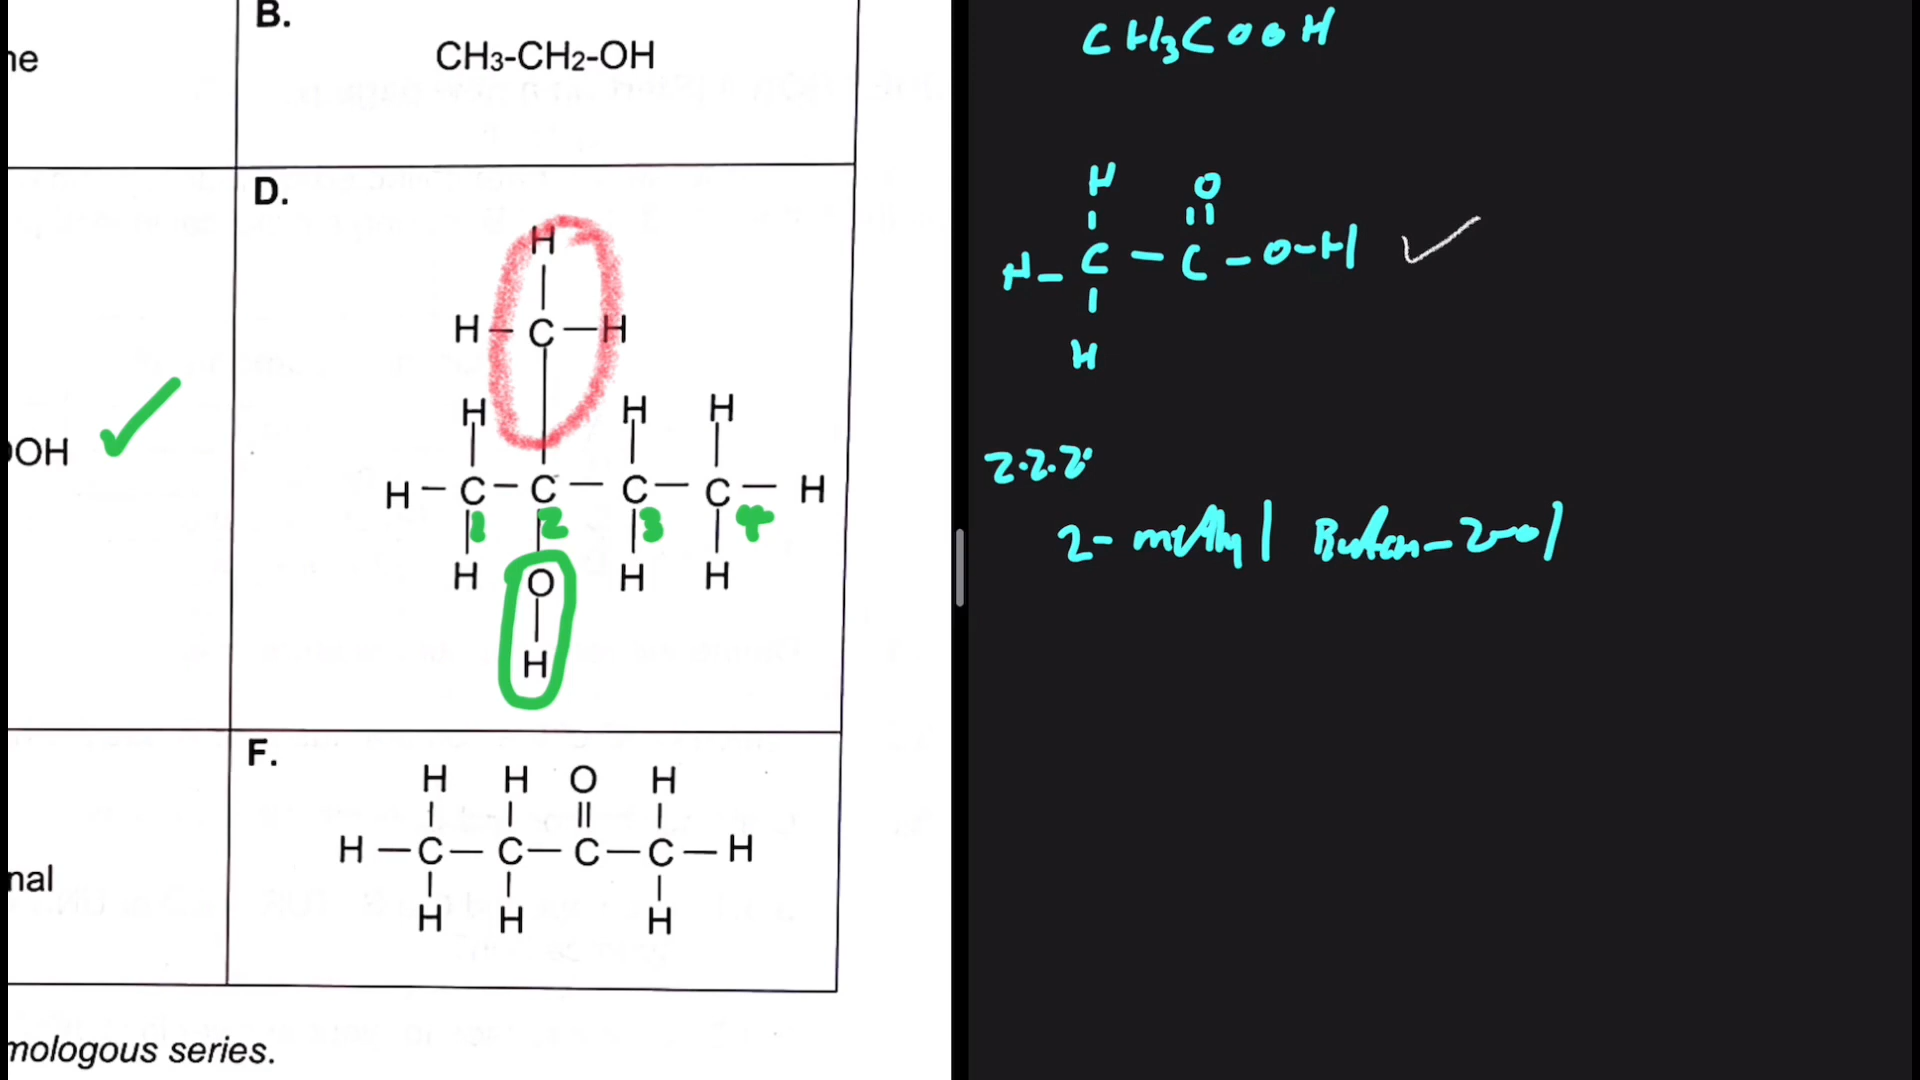 B.
CH3-CH2-OH
D.
H
H-C-H
H H H
H-C-C-C-C-H
1 2 3 4
H O H H
H
OH
F.
H H O H
H-C-C-C-C-H
H H H
nal
mologous series.
CH3COOH
H O
H-C-C-O-H
H
2.2.2
2-methyl Butan-2-ol